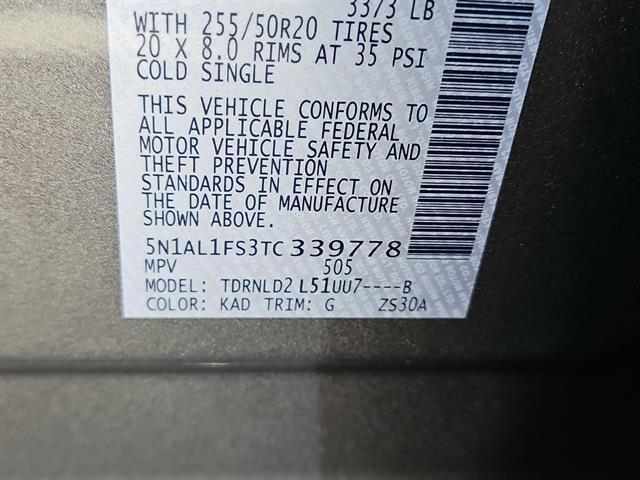 3373 LB
WITH 255/50R20 TIRES
20 X 8.0 RIMS AT 35 PSI
COLD SINGLE
THIS VEHICLE CONFORMS TO
ALL APPLICABLE FEDERAL
MOTOR VEHICLE SAFETY AND
THEFT PREVENTION
STANDARDS IN EFFECT ON
THE DATE OF MANUFACTURE
SHOWN ABOVE.
5N1AL1FS3TC 339778
MPV 505
MODEL: TDRNLD2 L51UU7----B
COLOR: KAD TRIM: G ZS30A